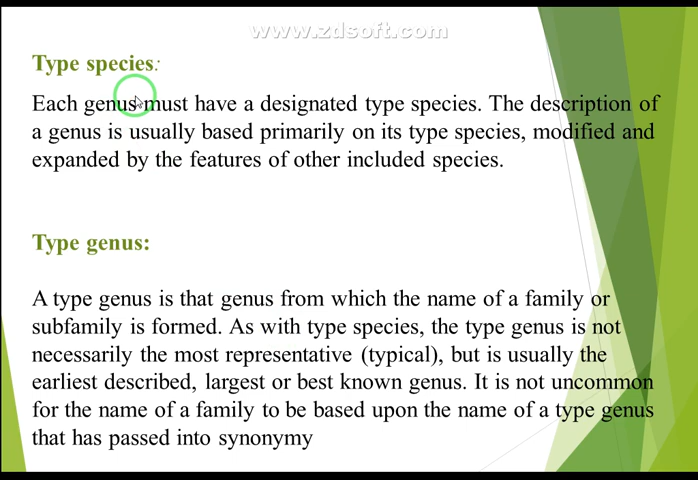 www.zdsoft.com
Type species:
Each genus must have a designated type species. The description of
a genus is usually based primarily on its type species, modified and
expanded by the features of other included species.
Type genus:
A type genus is that genus from which the name of a family or
subfamily is formed. As with type species, the type genus is not
necessarily the most representative (typical), but is usually the
earliest described, largest or best known genus. It is not uncommon
for the name of a family to be based upon the name of a type genus
that has passed into synonymy